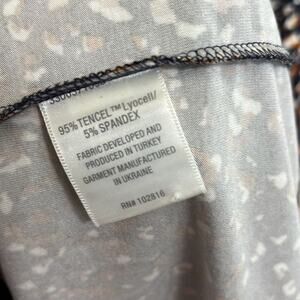 95% TENCEL™ Lyocell/
5% SPANDEX
FABRIC DEVELOPED AND
PRODUCED IN TURKEY
GARMENT MANUFACTURED
IN UKRAINE
RN# 102816